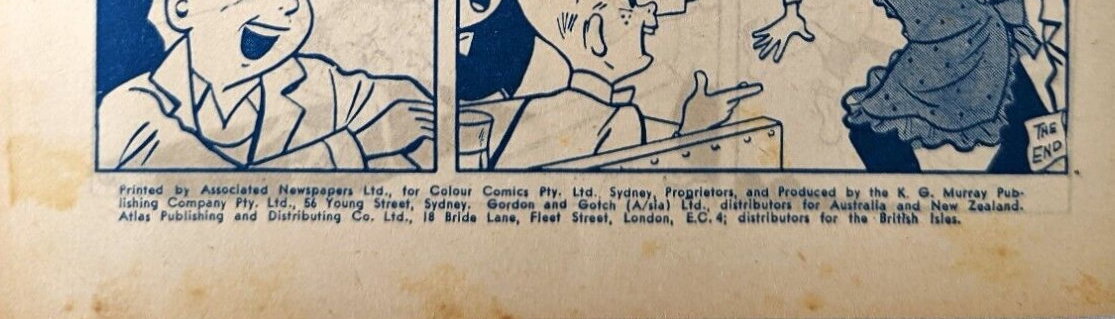 THE
END
Printed by Associated Newspapers Ltd., for Colour Comics Pty. Ltd. Sydney, Proprietors, and Produced by the K. G. Murray Pub-
lishing Company Pty. Ltd., 56 Young Street, Sydney. Gordon and Gotch (A/sia) Ltd., distributors for Australia and New Zealand.
Atlas Publishing and Distributing Co. Ltd., 18 Bride Lane, Fleet Street, London, E.C. 4; distributors for the British Isles.